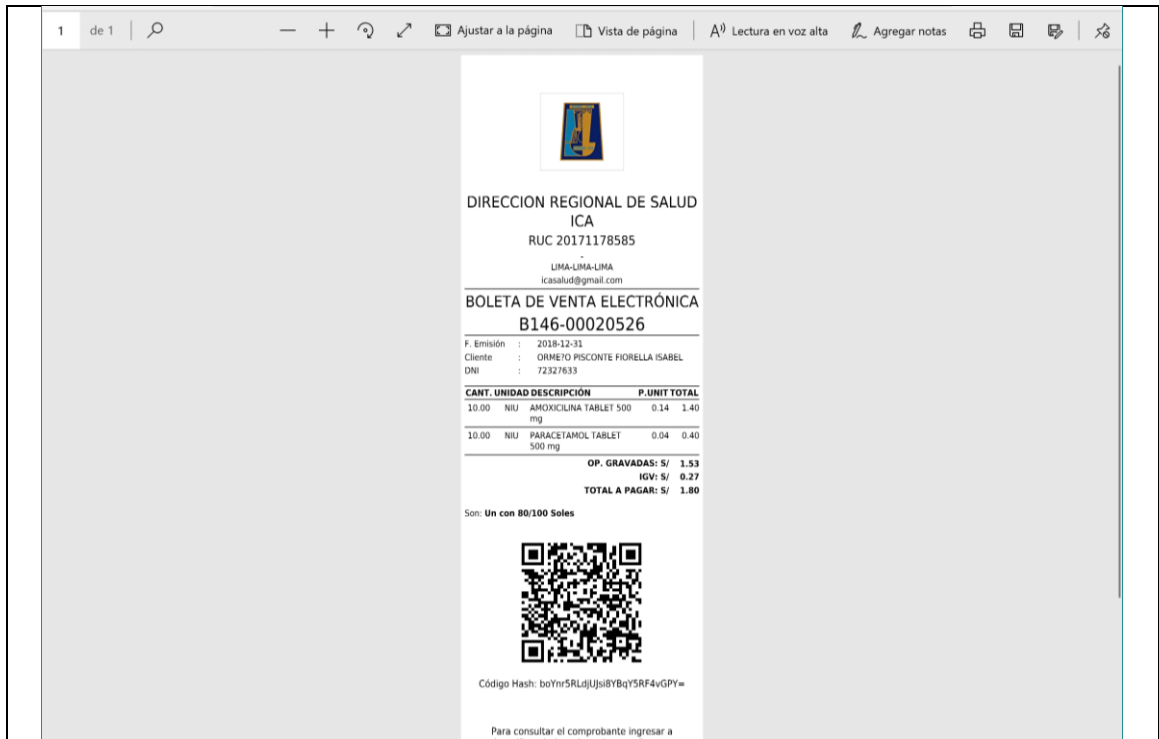 1 de 1 Ajustar a la página Vista de página A Lectura en voz alta Agregar notas
DIRECCION REGIONAL DE SALUD
ICA
RUC 20171178585
-
LIMA-LIMA-LIMA
icasalud@gmail.com
BOLETA DE VENTA ELECTRÓNICA
B146-00020526
F. Emisión : 2018-12-31
Cliente : ORME?O PISCONTE FIORELLA ISABEL
DNI : 72327633
CANT. UNIDAD DESCRIPCIÓN P.UNIT TOTAL
10.00 NIU AMOXICILINA TABLET 500 0.14 1.40
mg
10.00 NIU PARACETAMOL TABLET 0.04 0.40
500 mg
OP. GRAVADAS: S/ 1.53
IGV: S/ 0.27
TOTAL A PAGAR: S/ 1.80
Son: Un con 80/100 Soles
Código Hash: boYnr5RLdjUJsi8YBqY5RF4vGPY=
Para consultar el comprobante ingresar a